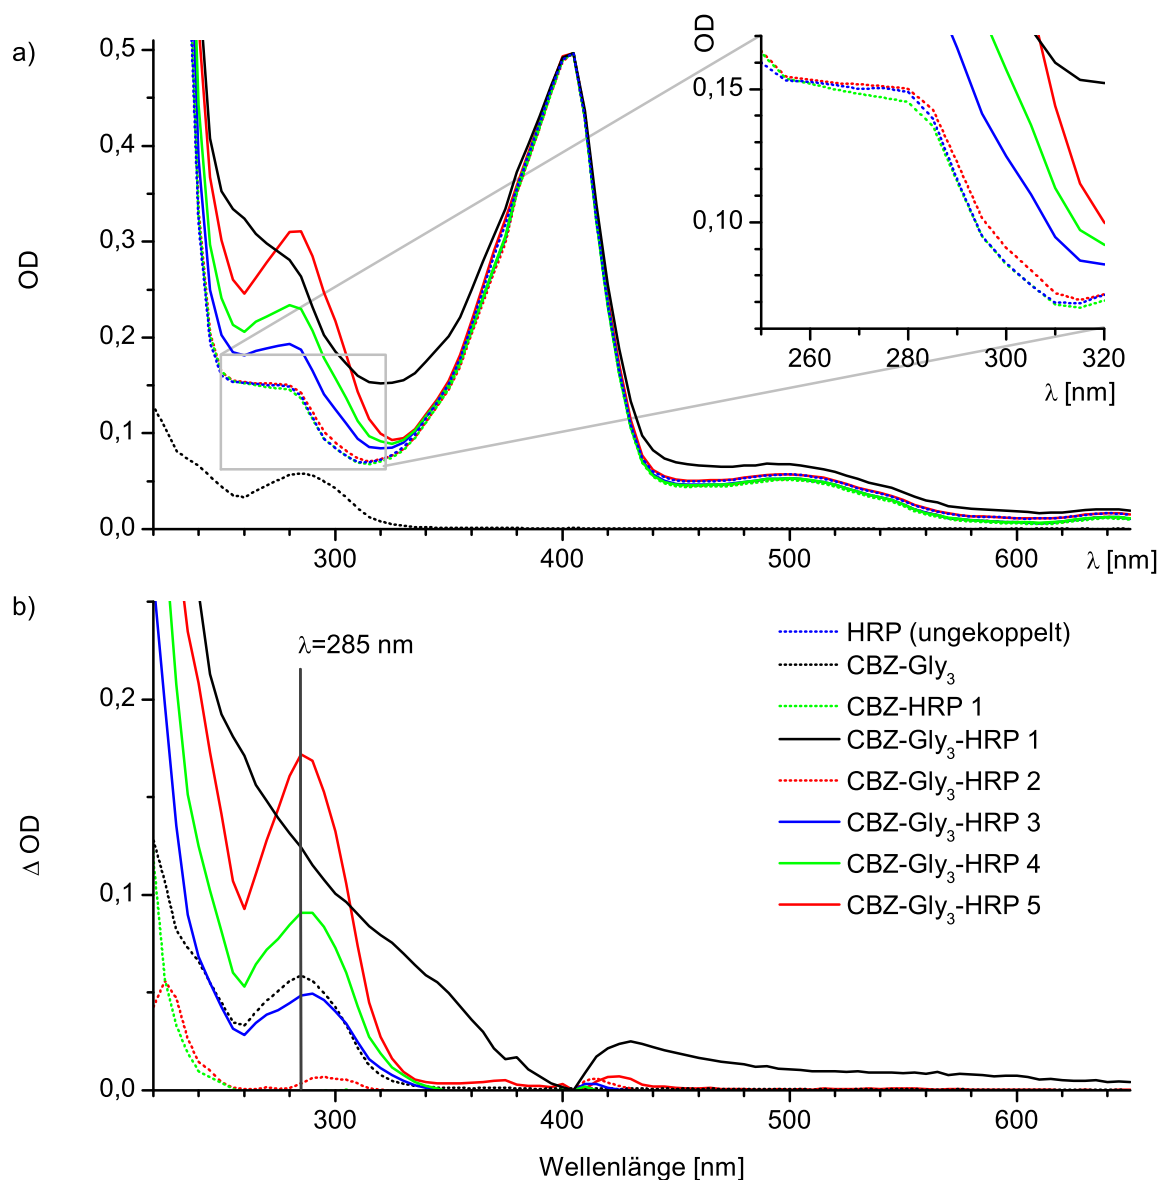 a)
OD
0,5
0,4
0,3
0,2
0,1
0,0
300
400
500
600
λ [nm]
OD
0,15
0,10
260
280
300
320
λ [nm]
b)
Δ OD
0,2
0,1
0,0
λ=285 nm
HRP (ungekoppelt)
CBZ-Gly₃
CBZ-HRP 1
CBZ-Gly₃-HRP 1
CBZ-Gly₃-HRP 2
CBZ-Gly₃-HRP 3
CBZ-Gly₃-HRP 4
CBZ-Gly₃-HRP 5
300
400
500
600
Wellenlänge [nm]